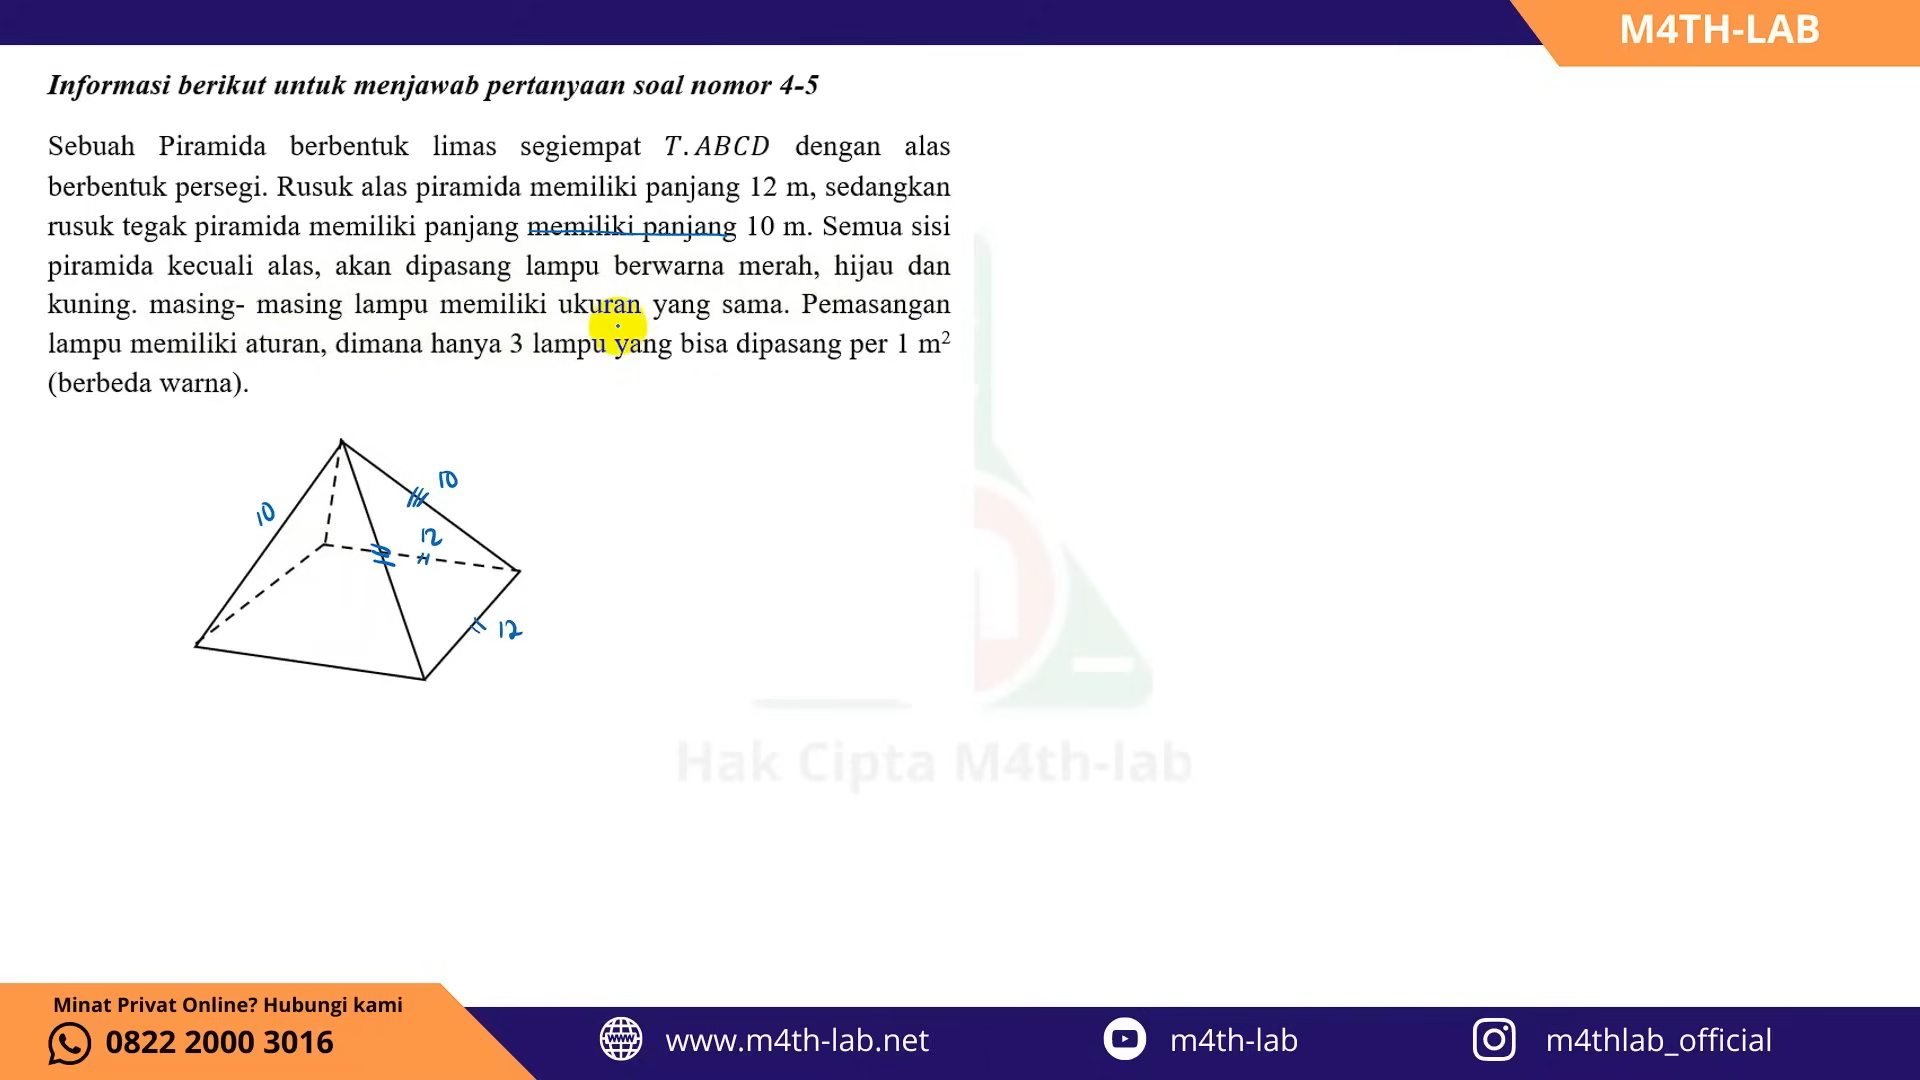 M4TH-LAB
Informasi berikut untuk menjawab pertanyaan soal nomor 4-5
Sebuah Piramida berbentuk limas segiempat T.ABCD dengan alas
berbentuk persegi. Rusuk alas piramida memiliki panjang 12 m, sedangkan
rusuk tegak piramida memiliki panjang memiliki panjang 10 m. Semua sisi
piramida kecuali alas, akan dipasang lampu berwarna merah, hijau dan
kuning. masing- masing lampu memiliki ukuran yang sama. Pemasangan
lampu memiliki aturan, dimana hanya 3 lampu yang bisa dipasang per 1 m²
(berbeda warna).
10
10
12
12
Hak Cipta M4th-lab
Minat Privat Online? Hubungi kami
0822 2000 3016
www
www.m4th-lab.net
m4th-lab
m4thlab_official